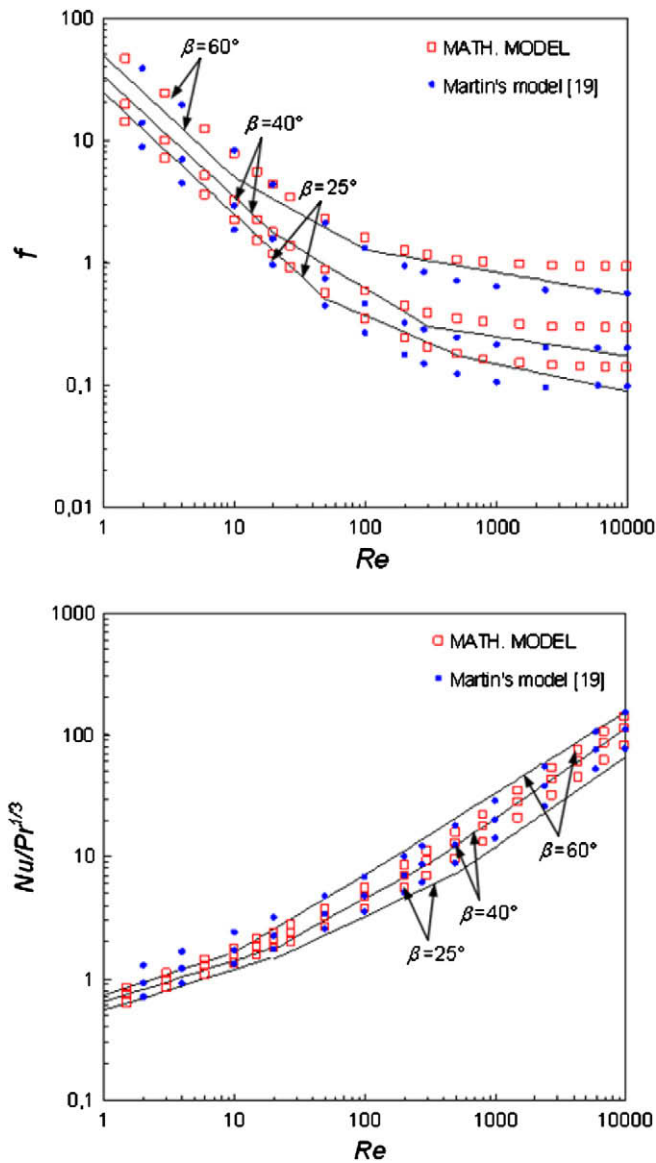 100
10
1
0,1
0,01
f
β=60°
β=40°
β=25°
MATH. MODEL
Martin's model [19]
1 10 100 1000 10000
Re
1000
100
10
1
0,1
Nu/Pr1/3
MATH. MODEL
Martin's model [19]
β=60°
β=40°
β=25°
1 10 100 1000 10000
Re